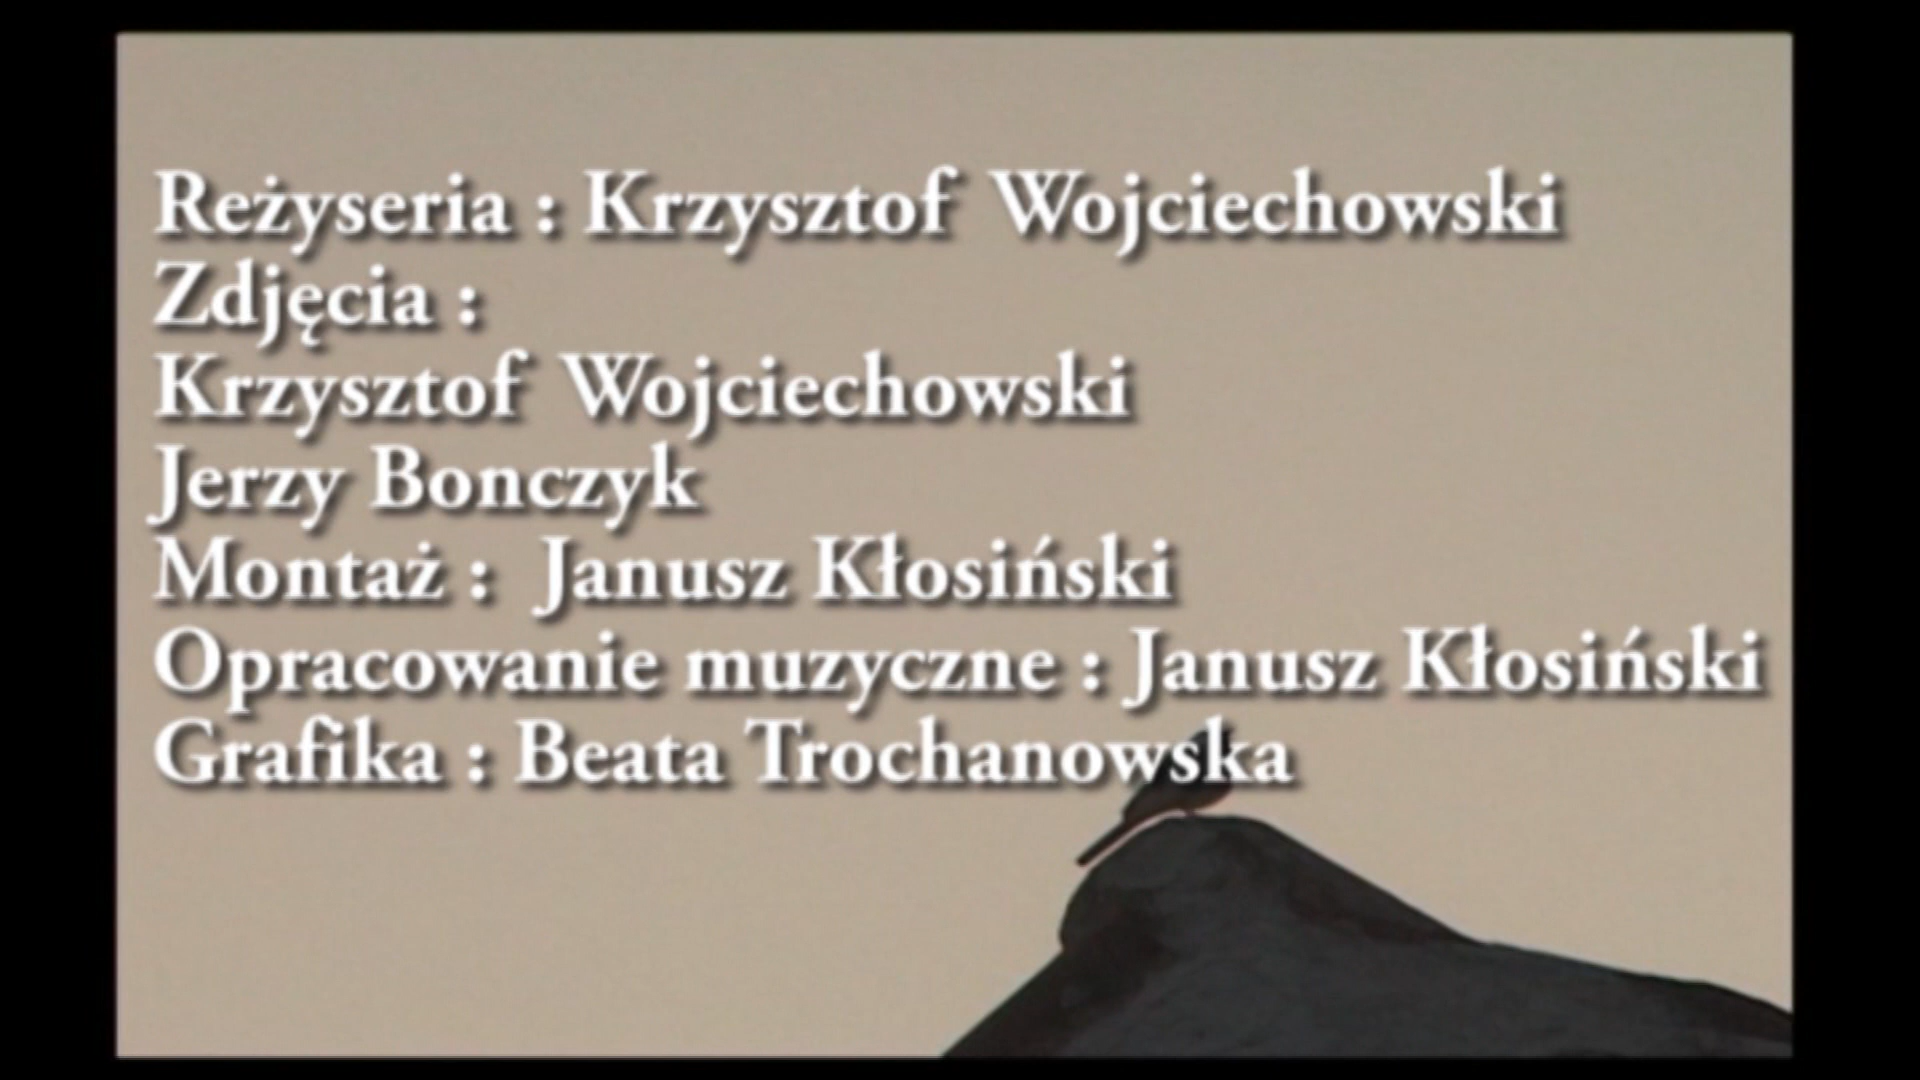 Reżyseria : Krzysztof Wojciechowski
Zdjęcia :
Krzysztof Wojciechowski
Jerzy Bonczyk
Montaż : Janusz Kłosiński
Opracowanie muzyczne : Janusz Kłosiński
Grafika : Beata Trochanowska